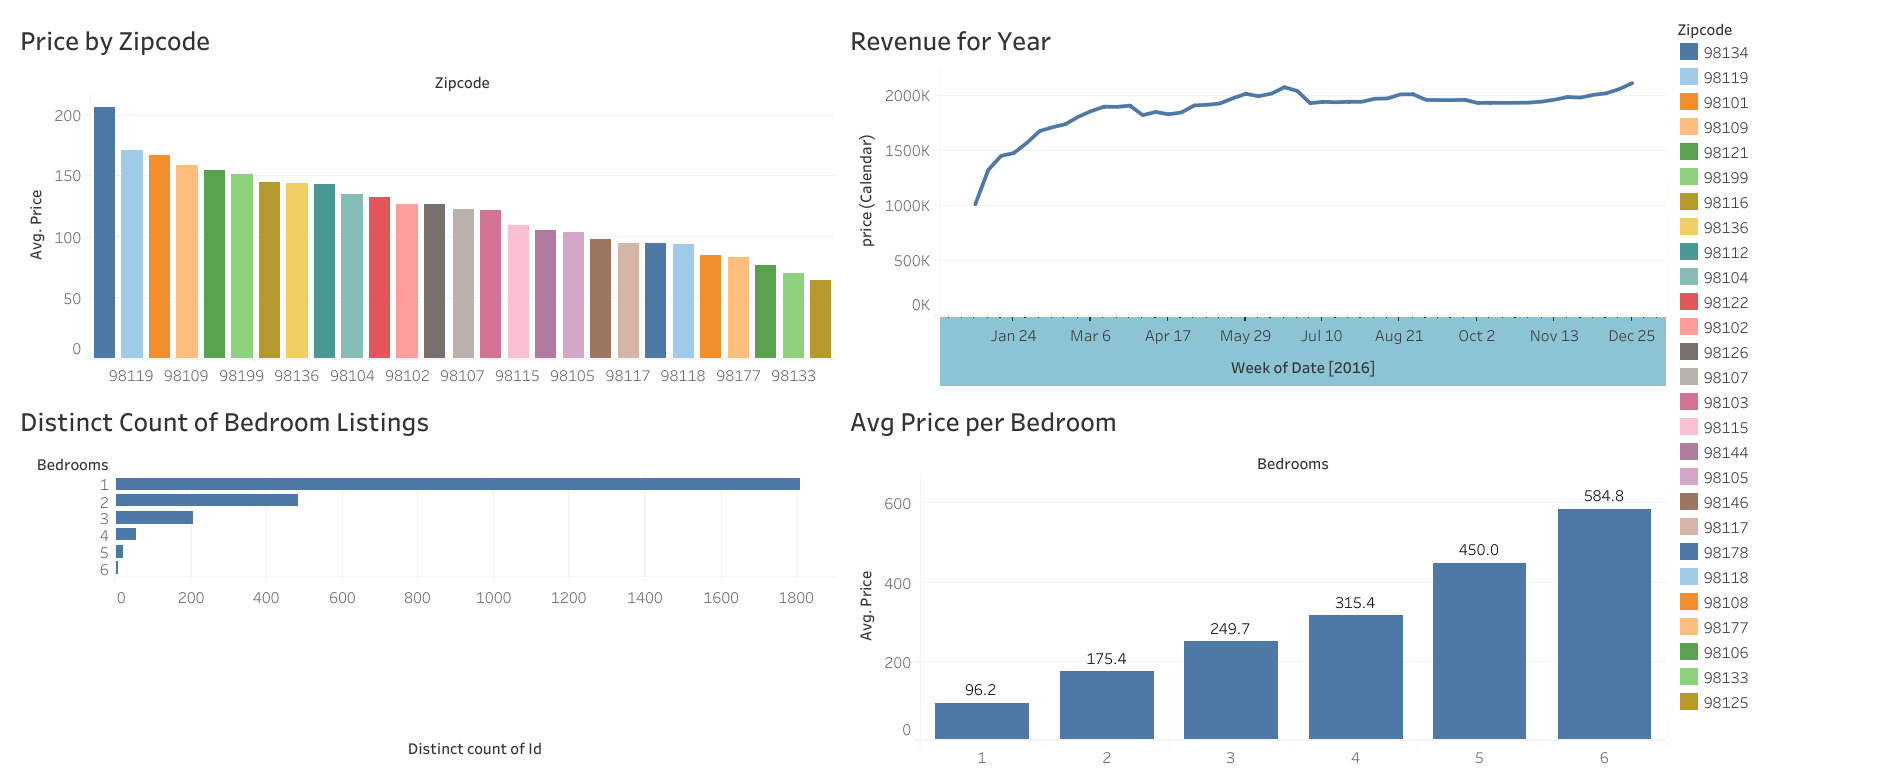 Price by Zipcode
Zipcode
Avg. Price
200
150
100
50
0
98119 98109 98199 98136 98104 98102 98107 98115 98105 98117 98118 98177 98133
Revenue for Year
price (Calendar)
2000K
1500K
1000K
500K
0K
Jan 24 Mar 6 Apr 17 May 29 Jul 10 Aug 21 Oct 2 Nov 13 Dec 25
Week of Date [2016]
Zipcode
98134
98119
98101
98109
98121
98199
98116
98136
98112
98104
98122
98102
98126
98107
98103
98115
98144
98105
98146
98117
98178
98118
98108
98177
98106
98133
98125
Distinct Count of Bedroom Listings
Bedrooms
1
2
3
4
5
6
0 200 400 600 800 1000 1200 1400 1600 1800
Distinct count of Id
Avg Price per Bedroom
Bedrooms
Avg. Price
600
400
200
0
96.2 175.4 249.7 315.4 450.0 584.8
1 2 3 4 5 6